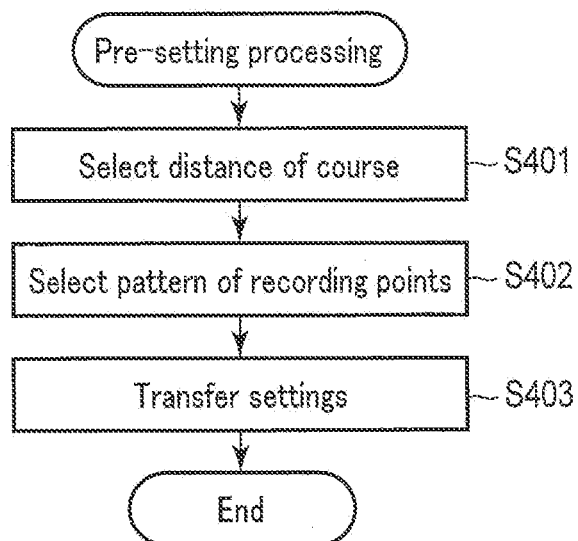 Pre-setting processing
Select distance of course
S401
Select pattern of recording points
S402
Transfer settings
S403
End